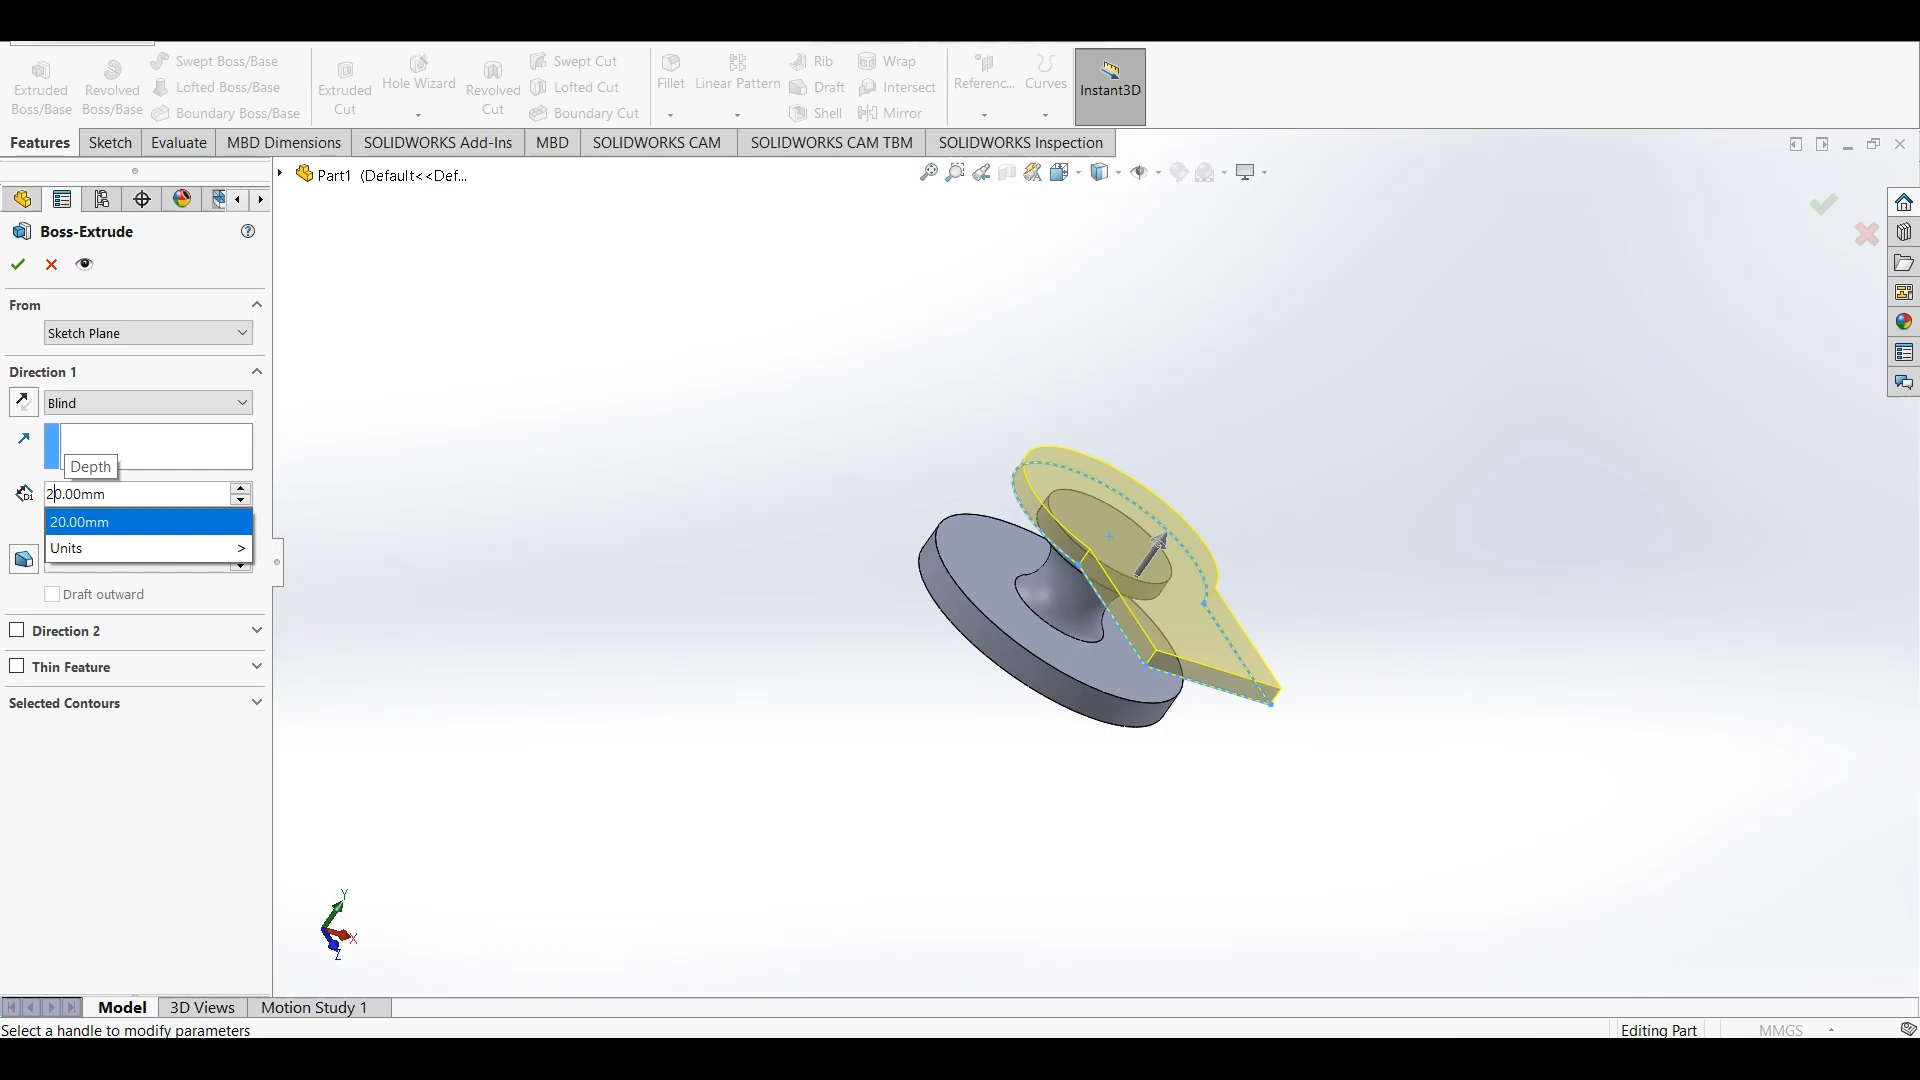 Extruded Boss/Base
Revolved Boss/Base
Swept Boss/Base
Lofted Boss/Base
Boundary Boss/Base
Extruded Cut
Hole Wizard
Revolved Cut
Swept Cut
Lofted Cut
Boundary Cut
Fillet
Linear Pattern
Rib
Draft
Shell
Wrap
Intersect
Mirror
Referenc...
Curves
Instant3D
Features
Sketch
Evaluate
MBD Dimensions
SOLIDWORKS Add-Ins
MBD
SOLIDWORKS CAM
SOLIDWORKS CAM TBM
SOLIDWORKS Inspection
Part1 (Default<<Def...
Boss-Extrude
From
Sketch Plane
Direction 1
Blind
Depth
D1
20.00mm
20.00mm
Units >
Draft outward
Direction 2
Thin Feature
Selected Contours
Y
X
Z
Model
3D Views
Motion Study 1
Select a handle to modify parameters
Editing Part
MMGS